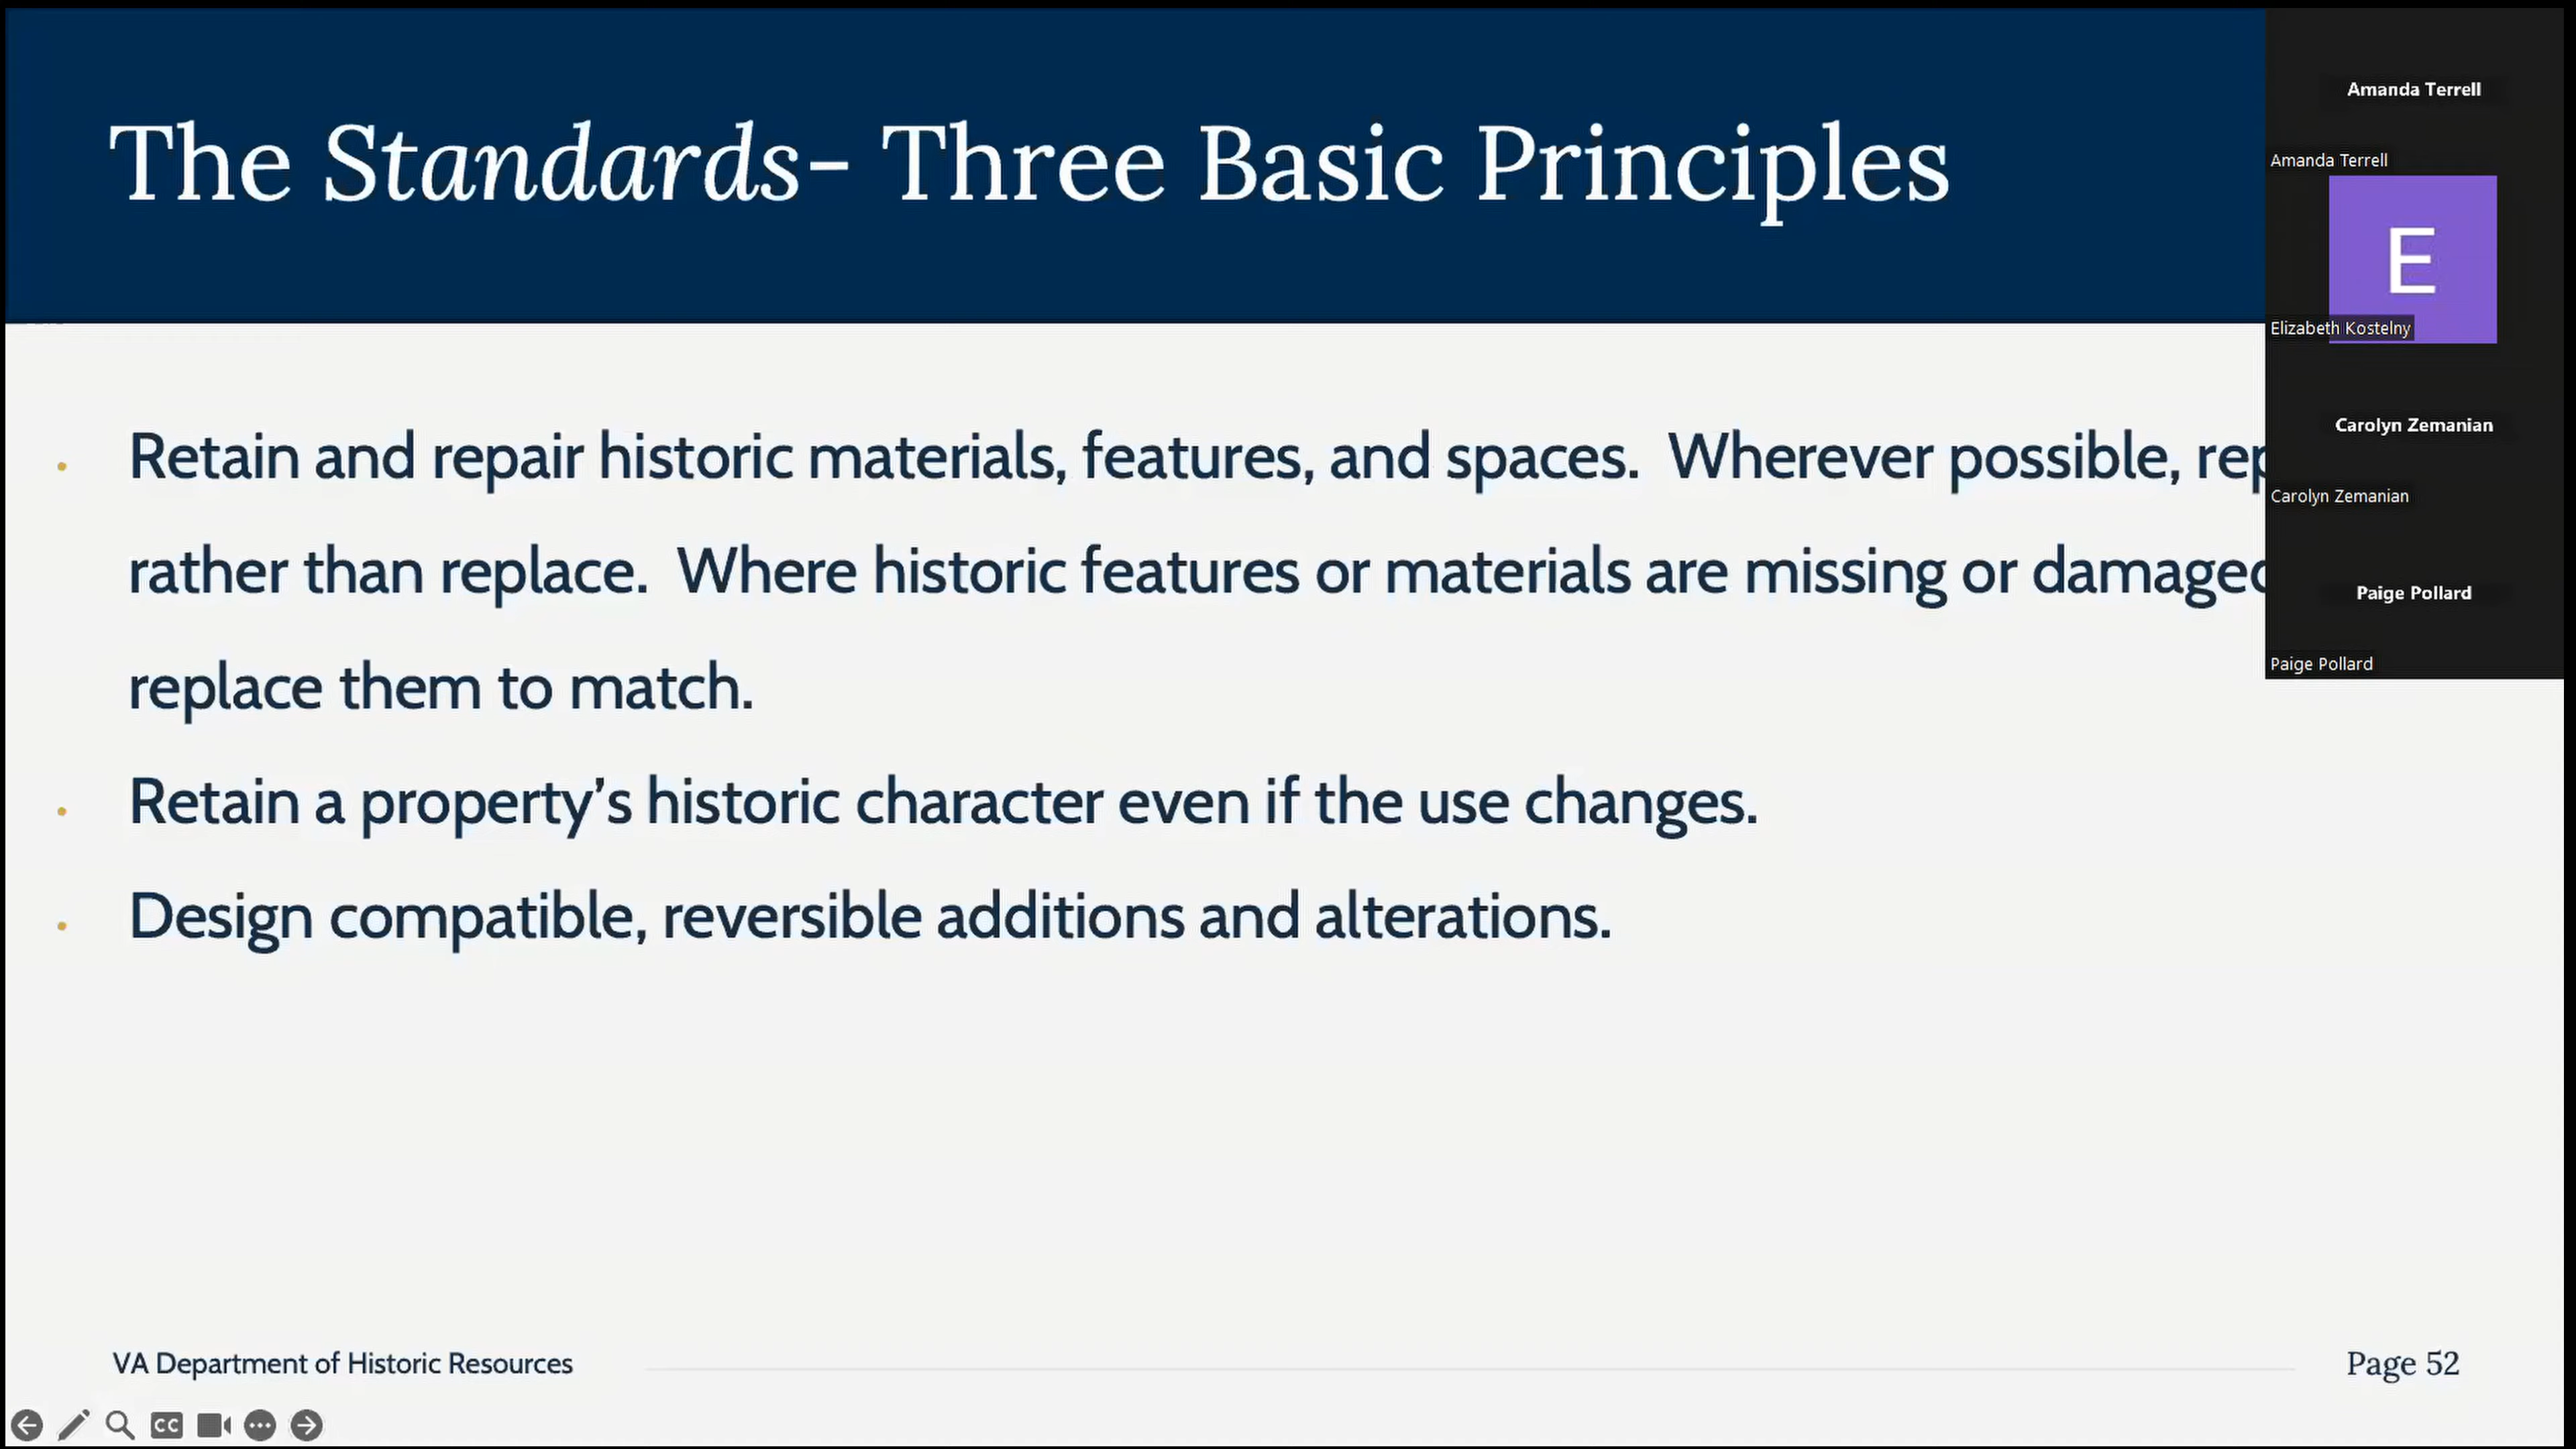 The Standards- Three Basic Principles
Retain and repair historic materials, features, and spaces. Wherever possible,
rather than replace. Where historic features or materials are missing or damaged
replace them to match.
Retain a property’s historic character even if the use changes.
Design compatible, reversible additions and alterations.
VA Department of Historic Resources
Page 52
CC
Amanda Terrell
Amanda Terrell
E
Elizabeth Kostelny
Carolyn Zemanian
Carolyn Zemanian
Paige Pollard
Paige Pollard